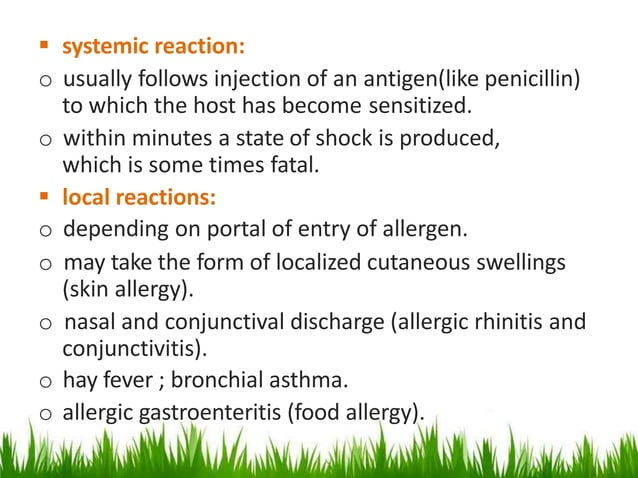 ▪ systemic reaction:
o usually follows injection of an antigen(like penicillin)
to which the host has become sensitized.
o within minutes a state of shock is produced,
which is some times fatal.
▪ local reactions:
o depending on portal of entry of allergen.
o may take the form of localized cutaneous swellings
(skin allergy).
o nasal and conjunctival discharge (allergic rhinitis and
conjunctivitis).
o hay fever ; bronchial asthma.
o allergic gastroenteritis (food allergy).